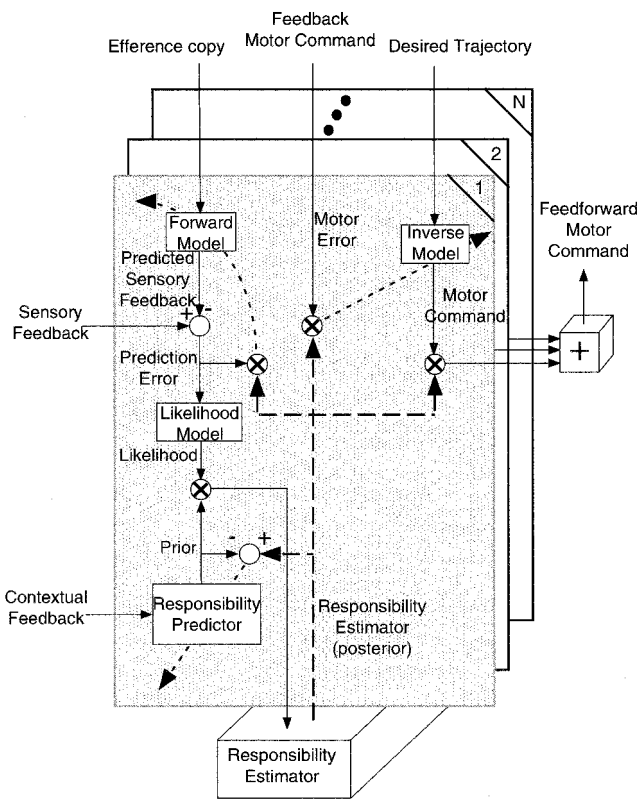 Efference copy
Feedback
Motor Command
Desired Trajectory
N
2
1
Forward
Model
Motor
Error
Inverse
Model
Feedforward
Motor
Command
Predicted
Sensory
Feedback
+ -
Sensory
Feedback
Motor
Command
+
Prediction
Error
Likelihood
Model
Likelihood
- +
Prior
Contextual
Feedback
Responsibility
Predictor
Responsibility
Estimator
(posterior)
Responsibility
Estimator